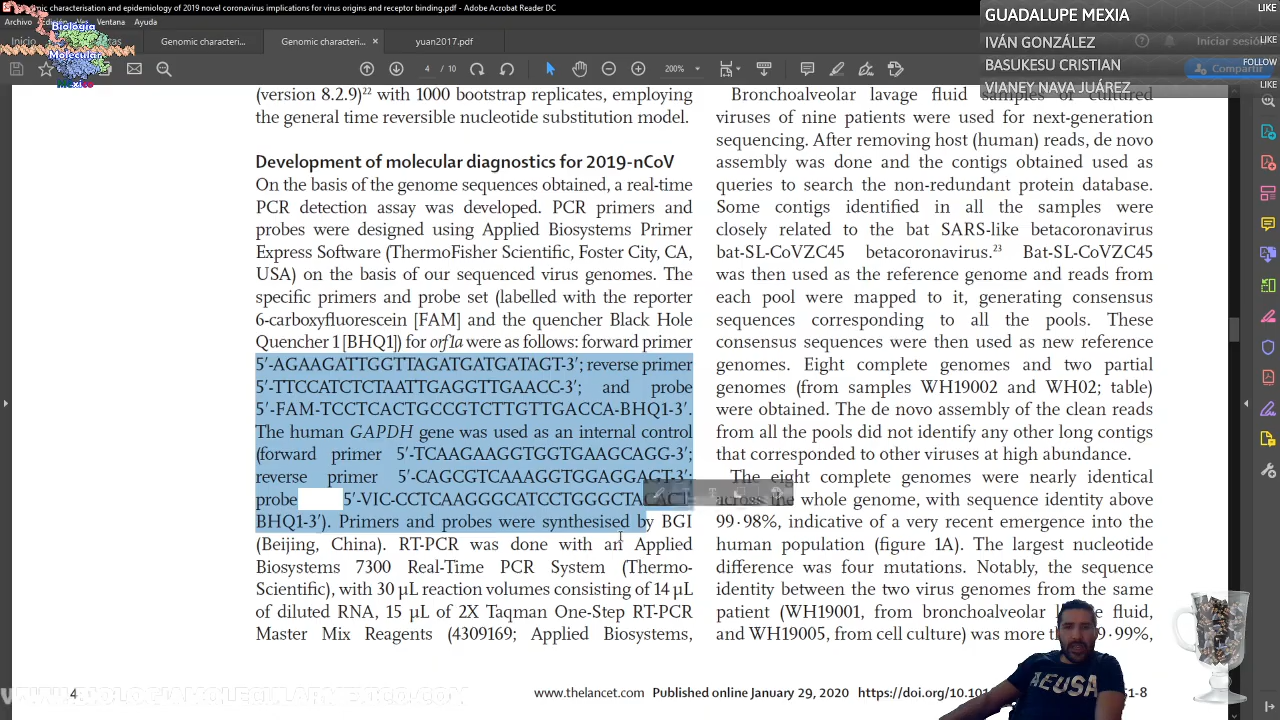 omic characterisation and epidemiology of 2019 novel coronavirus implications for virus origins and receptor binding.pdf - Adobe Acrobat Reader DC
Archivo
Ver Ventana Ayuda
Biología
Molecular
México
Inicio
Genomic characteri... Genomic characteri... × yuan2017.pdf
Iniciar sesión
Compartir
4 / 10
200%
GUADALUPE MEXIA
IVÁN GONZÁLEZ
BASUKESU CRISTIAN
VIANEY NAVA JUÁREZ
LIKE
LIKE
FOLLOW
LIKE
(version 8.2.9)²² with 1000 bootstrap replicates, employing
the general time reversible nucleotide substitution model.
Development of molecular diagnostics for 2019-nCoV
On the basis of the genome sequences obtained, a real-time
PCR detection assay was developed. PCR primers and
probes were designed using Applied Biosystems Primer
Express Software (ThermoFisher Scientific, Foster City, CA,
USA) on the basis of our sequenced virus genomes. The
specific primers and probe set (labelled with the reporter
6-carboxyfluorescein [FAM] and the quencher Black Hole
Quencher 1 [BHQ1]) for orf1a were as follows: forward primer
5′-AGAAGATTGGTTAGATGATGATAGT-3′; reverse primer
5′-TTCCATCTCTAATTGAGGTTGAACC-3′; and probe
5′-FAM-TCCTCACTGCCGTCTTGTTGACCA-BHQ1-3′.
The human GAPDH gene was used as an internal control
(forward primer 5′-TCAAGAAGGTGGTGAAGCAGG-3′;
reverse primer 5′-CAGCGTCAAAGGTGGAGGAGT-3′;
probe 5′-VIC-CCTCAAGGGCATCCTGGGCTACACT-
BHQ1-3′). Primers and probes were synthesised by BGI
(Beijing, China). RT-PCR was done with an Applied
Biosystems 7300 Real-Time PCR System (Thermo-
Scientific), with 30 µL reaction volumes consisting of 14 µL
of diluted RNA, 15 µL of 2X Taqman One-Step RT-PCR
Master Mix Reagents (4309169; Applied Biosystems,
Bronchoalveolar lavage fluid samples or cultured
viruses of nine patients were used for next-generation
sequencing. After removing host (human) reads, de novo
assembly was done and the contigs obtained used as
queries to search the non-redundant protein database.
Some contigs identified in all the samples were
closely related to the bat SARS-like betacoronavirus
bat-SL-CoVZC45 betacoronavirus.²³ Bat-SL-CoVZC45
was then used as the reference genome and reads from
each pool were mapped to it, generating consensus
sequences corresponding to all the pools. These
consensus sequences were then used as new reference
genomes. Eight complete genomes and two partial
genomes (from samples WH19002 and WH02; table)
were obtained. The de novo assembly of the clean reads
from all the pools did not identify any other long contigs
that corresponded to other viruses at high abundance.
The eight complete genomes were nearly identical
across the whole genome, with sequence identity above
99·98%, indicative of a very recent emergence into the
human population (figure 1A). The largest nucleotide
difference was four mutations. Notably, the sequence
identity between the two virus genomes from the same
patient (WH19001, from bronchoalveolar fluid,
and WH19005, from cell culture) was more 9·99%,
WWW.BIOLOGIAMOLECULARMEXICO.COM
4
www.thelancet.com Published online January 29, 2020 https://doi.org/10.101 1-8
AEUSA